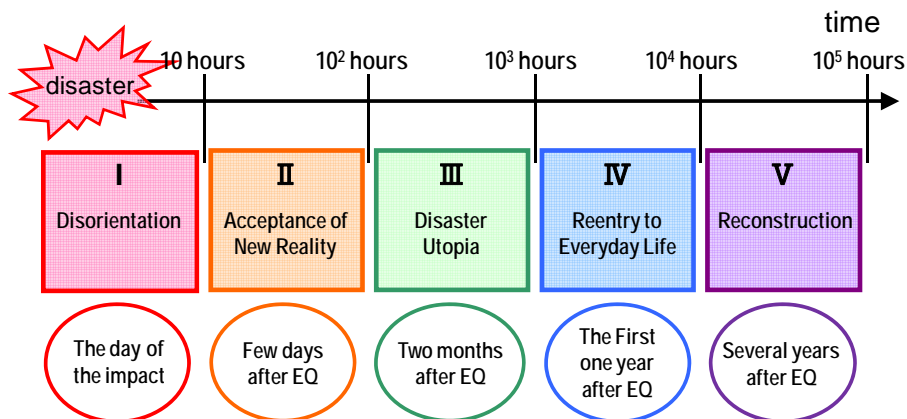 time
disaster
10 hours
10² hours
10³ hours
10⁴ hours
10⁵ hours
I
Disorientation
II
Acceptance of
New Reality
III
Disaster
Utopia
IV
Reentry to
Everyday Life
V
Reconstruction
The day of
the impact
Few days
after EQ
Two months
after EQ
The First
one year
after EQ
Several years
after EQ